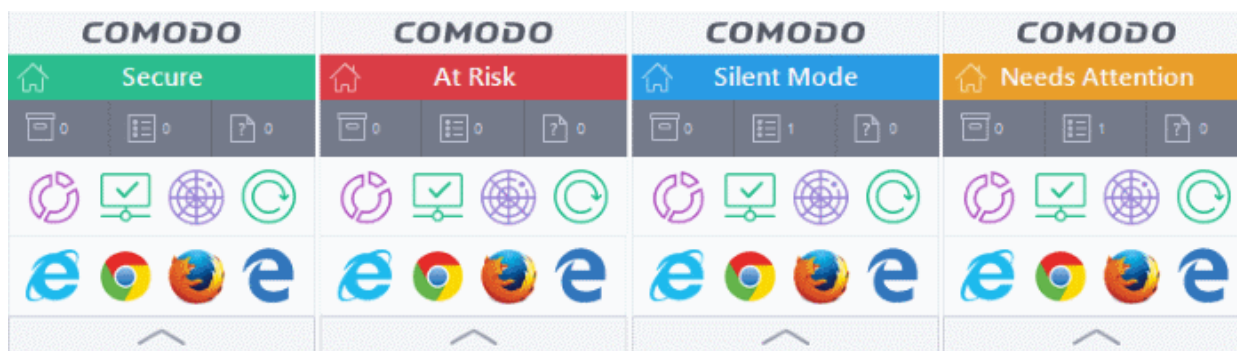 COMODO COMODO COMODO COMODO
Secure At Risk Silent Mode Needs Attention
0 0 ? 0 0 0 ? 0 0 1 ? 0 0 1 ? 0